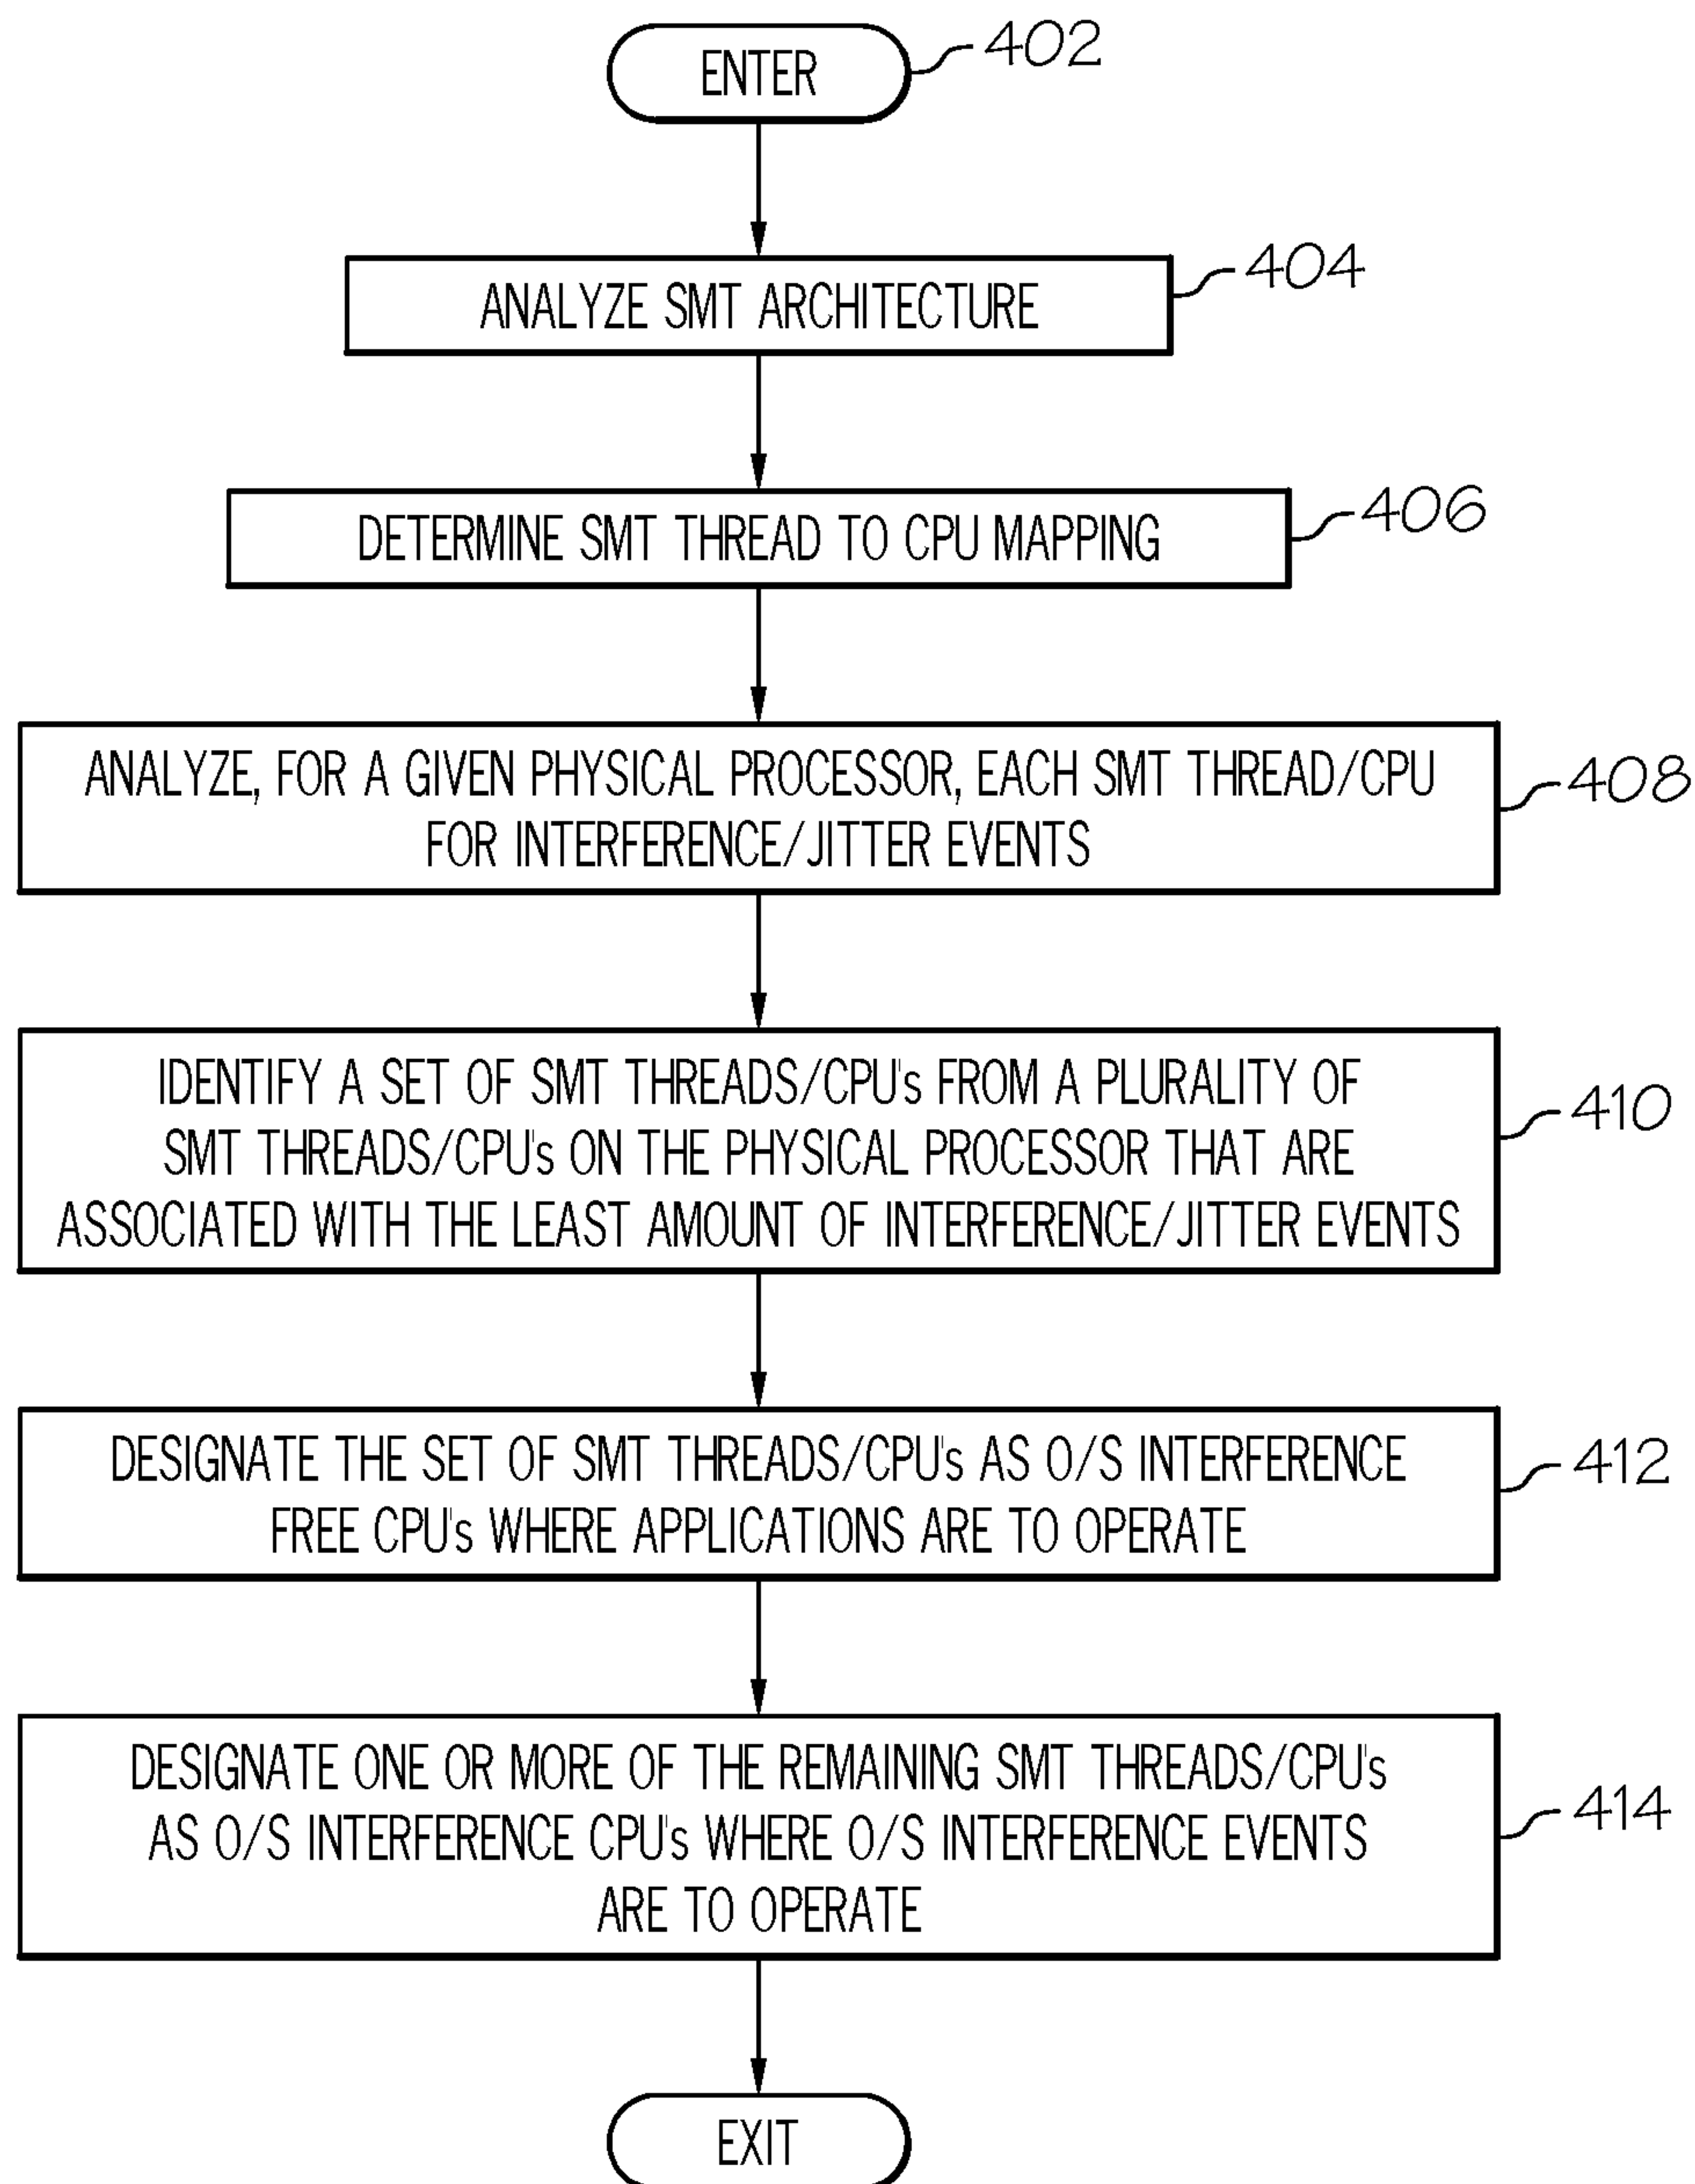 ENTER
402
ANALYZE SMT ARCHITECTURE
404
DETERMINE SMT THREAD TO CPU MAPPING
406
ANALYZE, FOR A GIVEN PHYSICAL PROCESSOR, EACH SMT THREAD/CPU
FOR INTERFERENCE/JITTER EVENTS
408
IDENTIFY A SET OF SMT THREADS/CPU's FROM A PLURALITY OF
SMT THREADS/CPU's ON THE PHYSICAL PROCESSOR THAT ARE
ASSOCIATED WITH THE LEAST AMOUNT OF INTERFERENCE/JITTER EVENTS
410
DESIGNATE THE SET OF SMT THREADS/CPU's AS O/S INTERFERENCE
FREE CPU's WHERE APPLICATIONS ARE TO OPERATE
412
DESIGNATE ONE OR MORE OF THE REMAINING SMT THREADS/CPU's
AS O/S INTERFERENCE CPU's WHERE O/S INTERFERENCE EVENTS
ARE TO OPERATE
414
EXIT